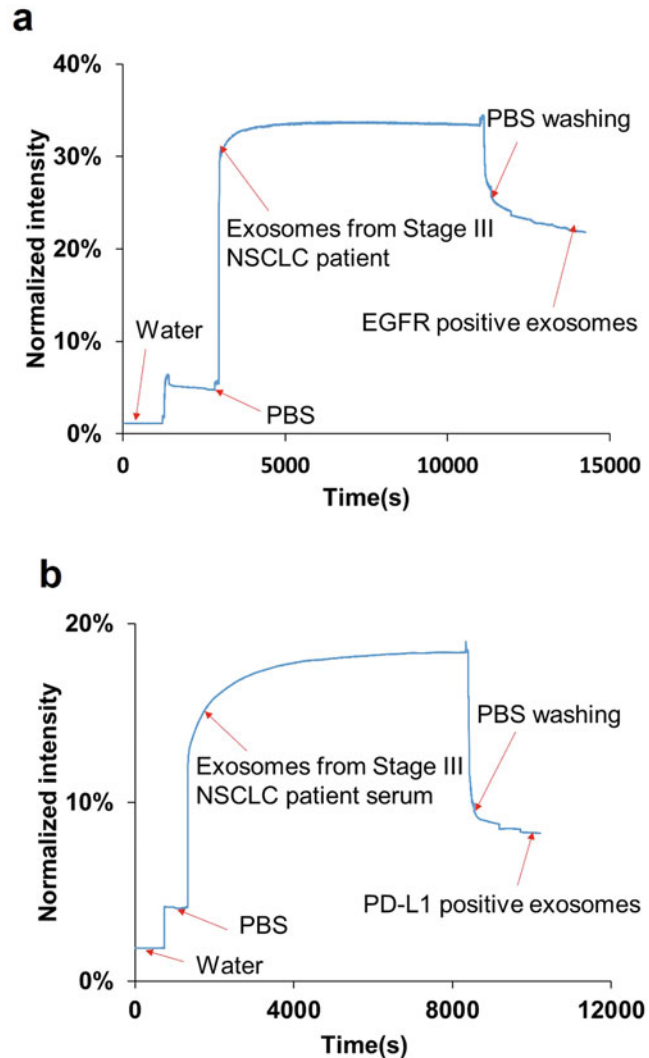 a
Normalized intensity
40%
30%
20%
10%
0%
0
5000
10000
15000
Time(s)
Water
PBS
Exosomes from Stage III
NSCLC patient
PBS washing
EGFR positive exosomes
b
Normalized intensity
20%
10%
0%
0
4000
8000
12000
Time(s)
Water
PBS
Exosomes from Stage III
NSCLC patient serum
PBS washing
PD-L1 positive exosomes